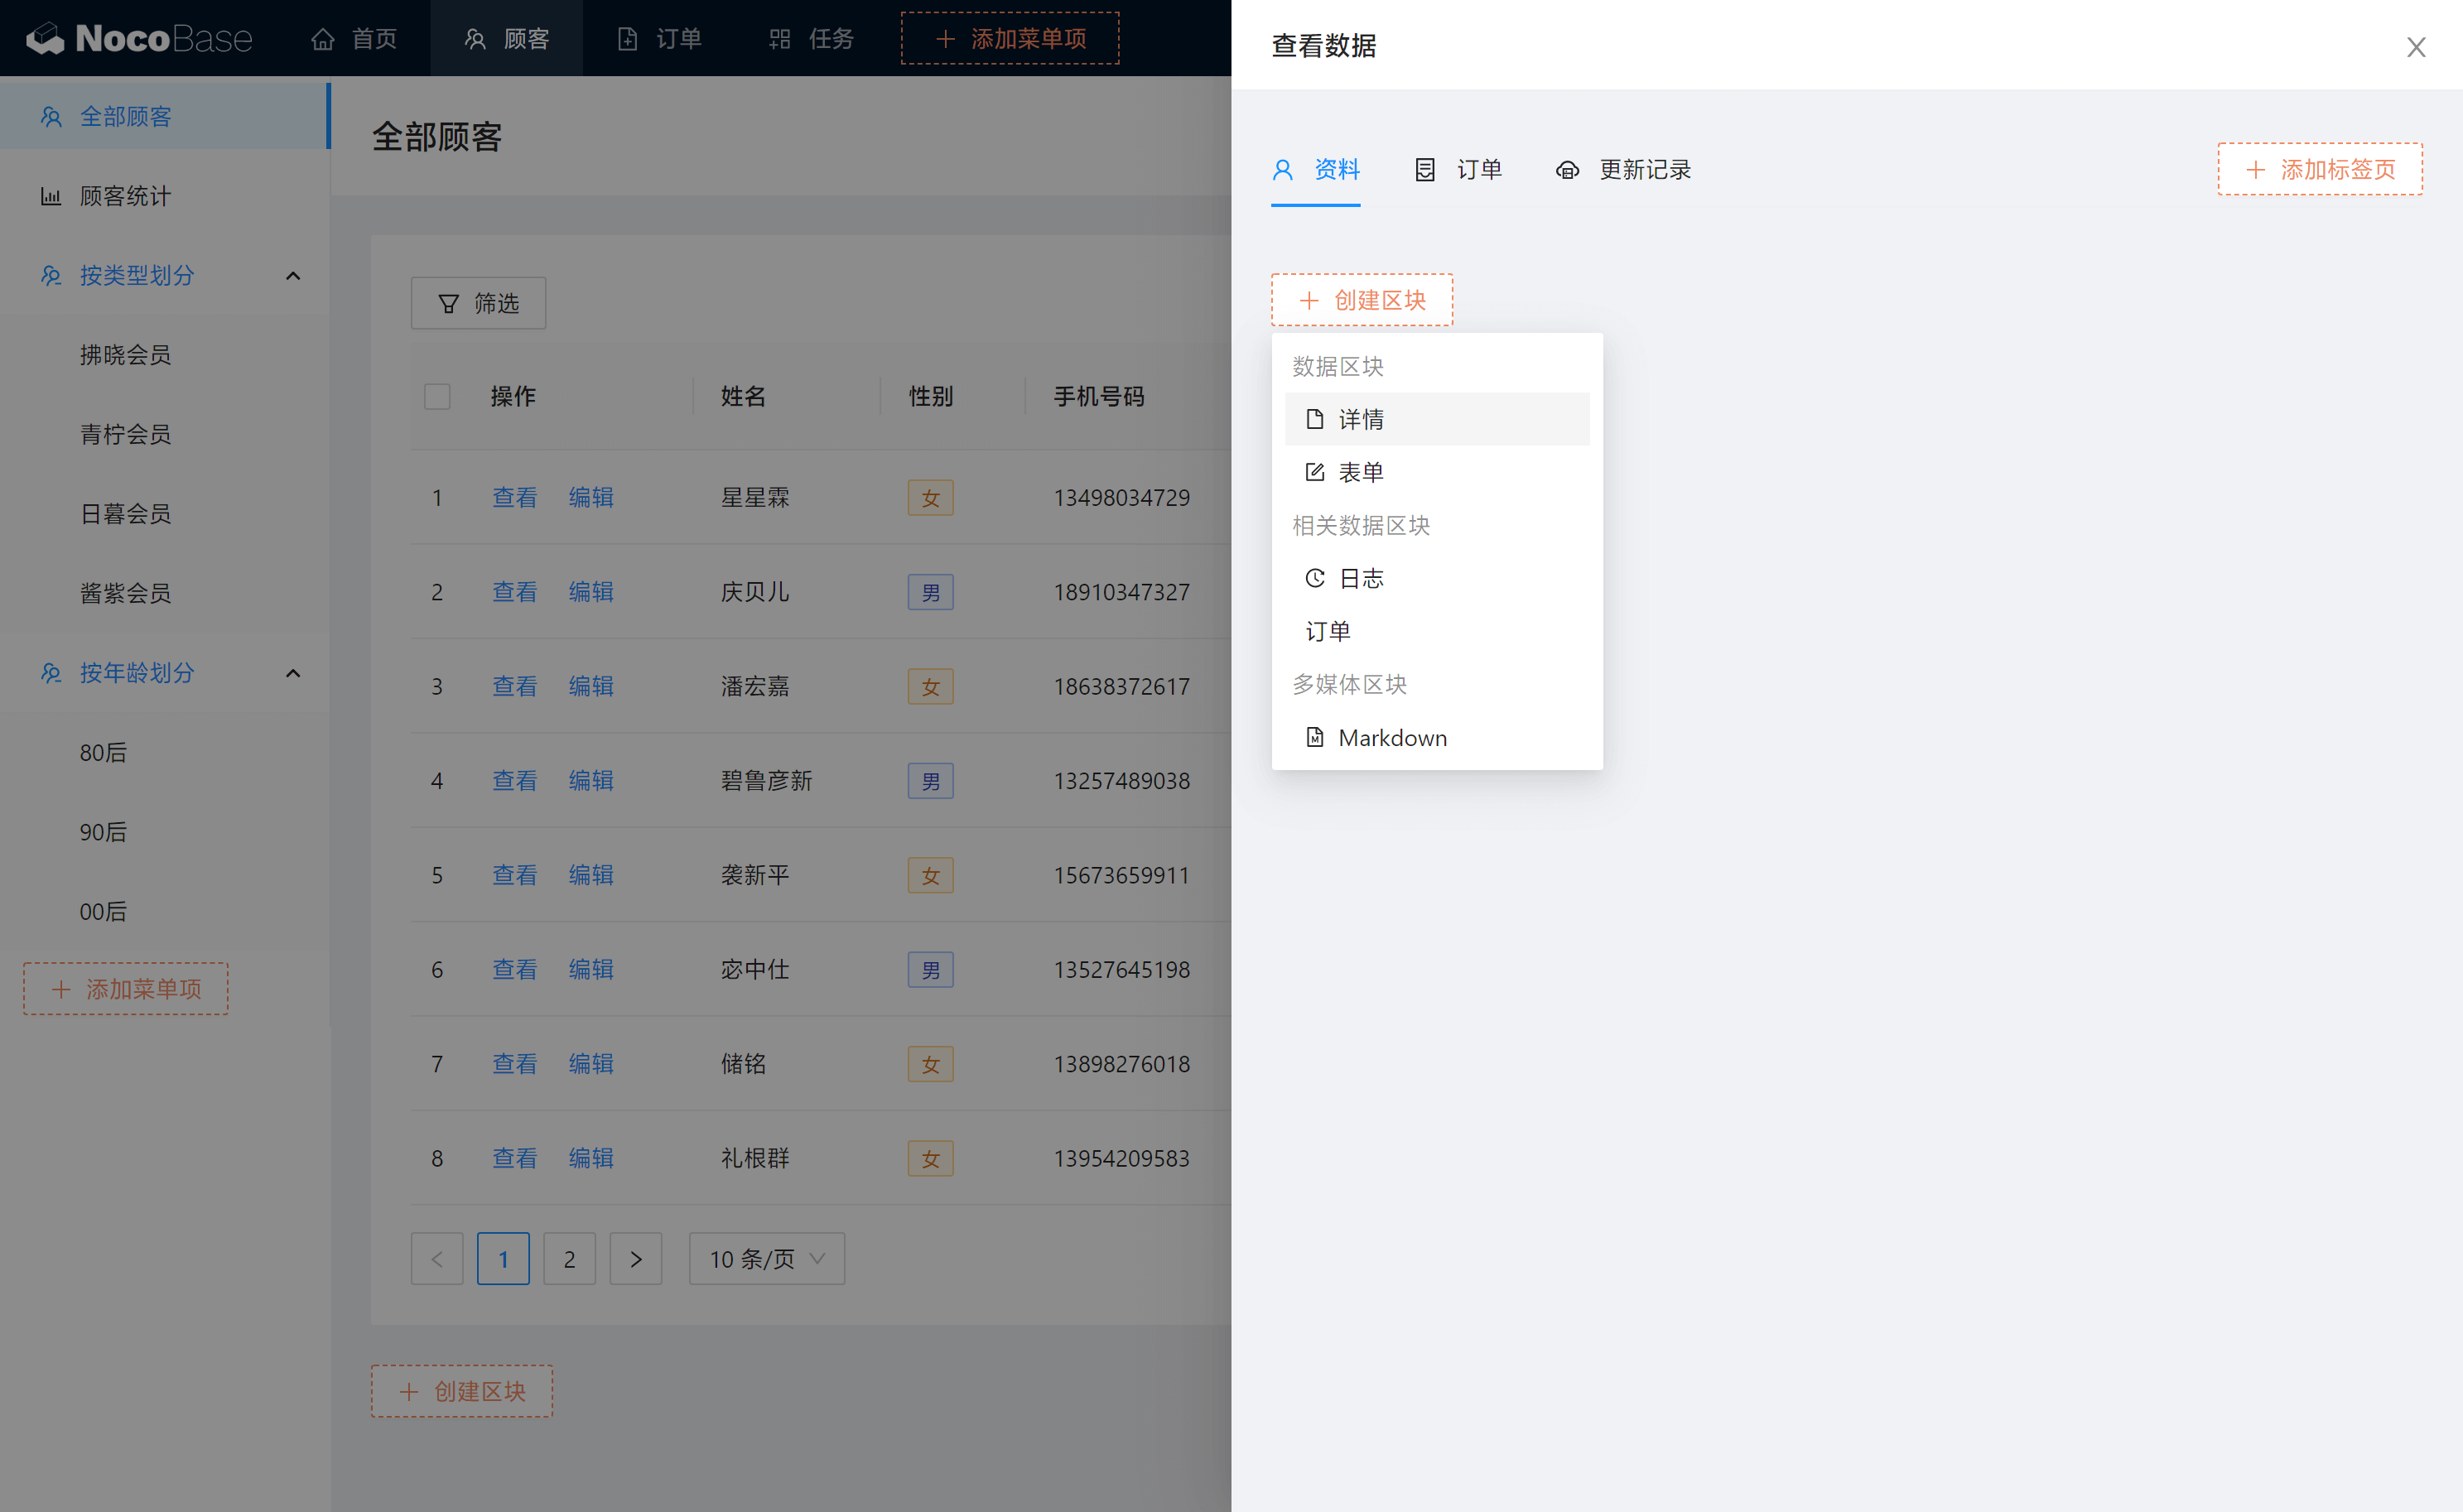 NocoBase 首页 顾客 订单 任务 添加菜单项
全部顾客
顾客统计
按类型划分
拂晓会员
青柠会员
日暮会员
酱紫会员
按年龄划分
80后
90后
00后
添加菜单项
全部顾客
筛选
操作 姓名 性别 手机号码
1 查看 编辑 星星霖 女 13498034729
2 查看 编辑 庆贝儿 男 18910347327
3 查看 编辑 潘宏嘉 女 18638372617
4 查看 编辑 碧鲁彦新 男 13257489038
5 查看 编辑 袭新平 女 15673659911
6 查看 编辑 宓中仕 男 13527645198
7 查看 编辑 储铭 女 13898276018
8 查看 编辑 礼根群 女 13954209583
1 2 10 条/页
创建区块
查看数据
资料 订单 更新记录 添加标签页
创建区块
数据区块
详情
表单
相关数据区块
日志
订单
多媒体区块
Markdown